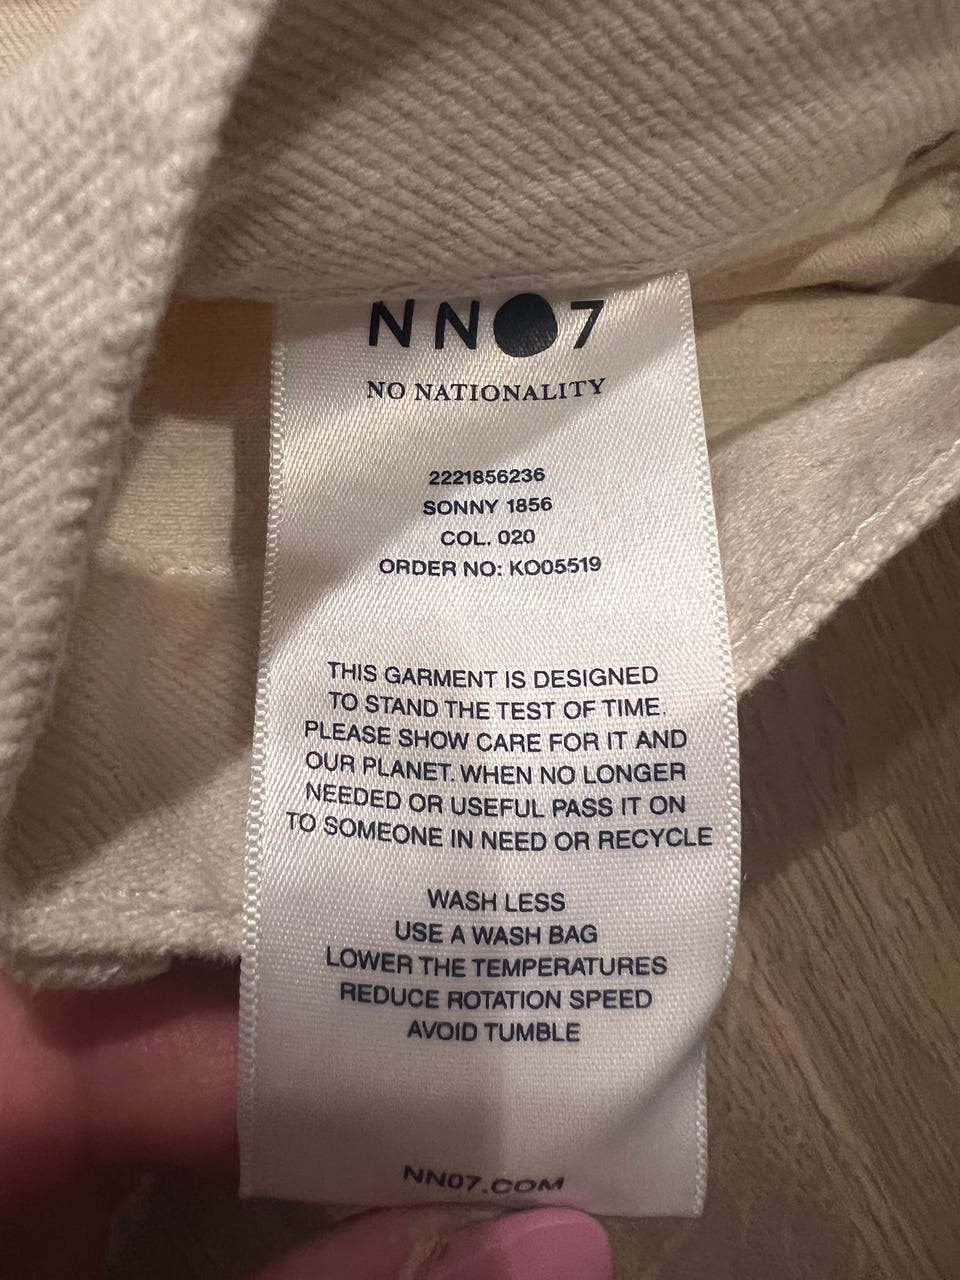 NN●7
NO NATIONALITY
2221856236
SONNY 1856
COL. 020
ORDER NO: KO05519
THIS GARMENT IS DESIGNED
TO STAND THE TEST OF TIME.
PLEASE SHOW CARE FOR IT AND
OUR PLANET. WHEN NO LONGER
NEEDED OR USEFUL PASS IT ON
TO SOMEONE IN NEED OR RECYCLE
WASH LESS
USE A WASH BAG
LOWER THE TEMPERATURES
REDUCE ROTATION SPEED
AVOID TUMBLE
NN07.COM